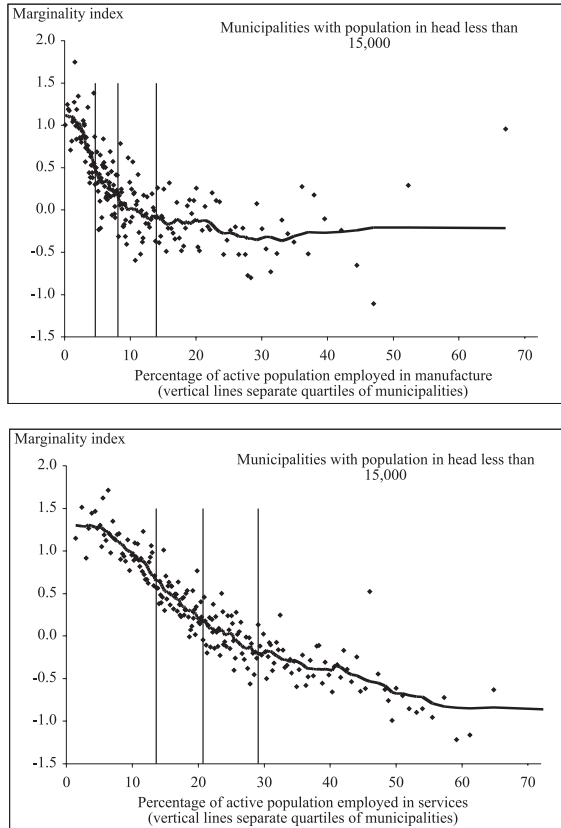 Marginality index
Municipalities with population in head less than
15,000
2.0
1.5
1.0
0.5
0.0
-0.5
-1.0
-1.5
0 10 20 30 40 50 60 70
Percentage of active population employed in manufacture
(vertical lines separate quartiles of municipalities)
Marginality index
Municipalities with population in head less than
15,000
2.0
1.5
1.0
0.5
0.0
-0.5
-1.0
-1.5
0 10 20 30 40 50 60 70
Percentage of active population employed in services
(vertical lines separate quartiles of municipalities)